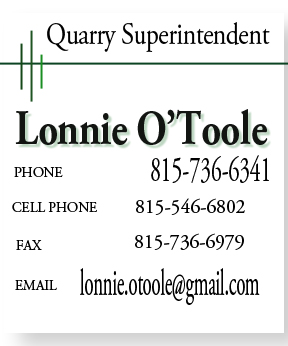 Quarry Superintendent
Lonnie O'Toole
PHONE 815-736-6341
CELL PHONE 815-546-6802
FAX 815-736-6979
EMAIL lonnie.otoole@gmail.com